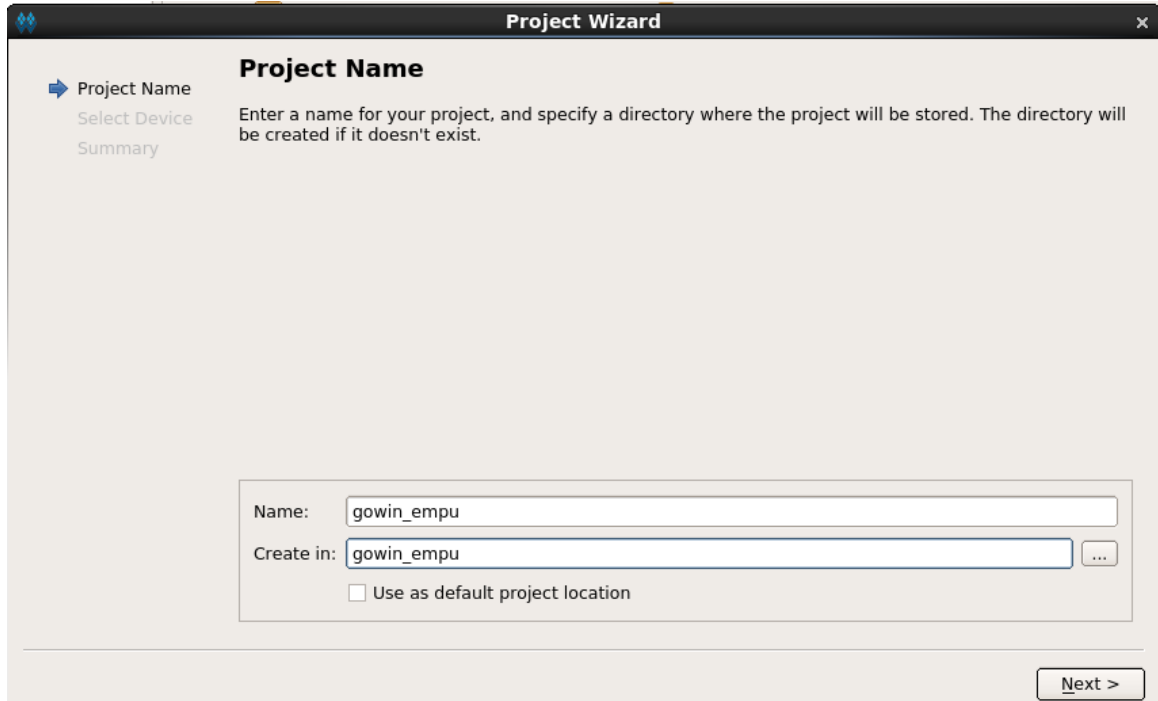 Project Wizard
Project Name
Select Device
Summary
Project Name
Enter a name for your project, and specify a directory where the project will be stored. The directory will
be created if it doesn't exist.
Name: gowin_empu
Create in: gowin_empu ...
Use as default project location
Next >